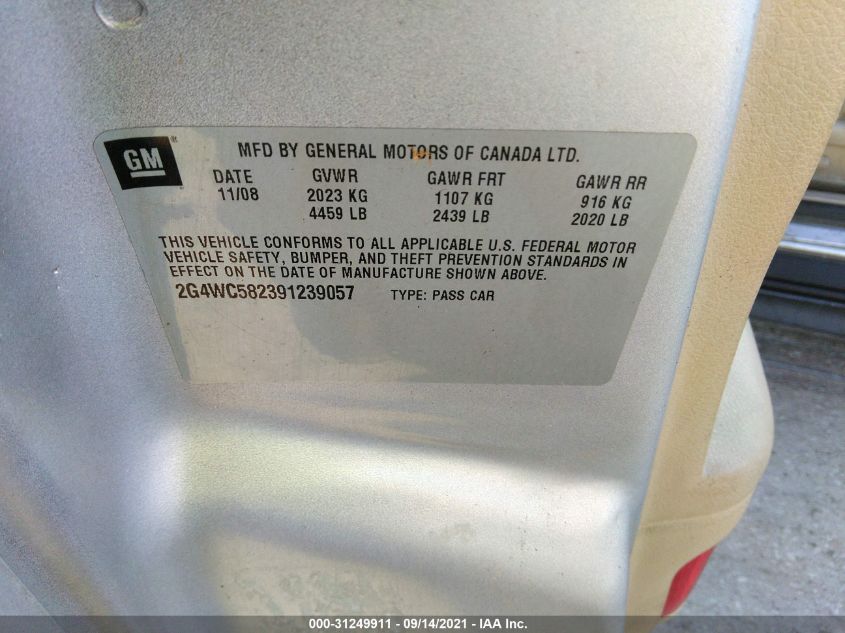 GM ®
MFD BY GENERAL MOTORS OF CANADA LTD.
DATE GVWR GAWR FRT GAWR RR
11/08 2023 KG 1107 KG 916 KG
4459 LB 2439 LB 2020 LB
THIS VEHICLE CONFORMS TO ALL APPLICABLE U.S. FEDERAL MOTOR
VEHICLE SAFETY, BUMPER, AND THEFT PREVENTION STANDARDS IN
EFFECT ON THE DATE OF MANUFACTURE SHOWN ABOVE.
2G4WC582391239057 TYPE: PASS CAR
000-31249911 - 09/14/2021 - IAA Inc.